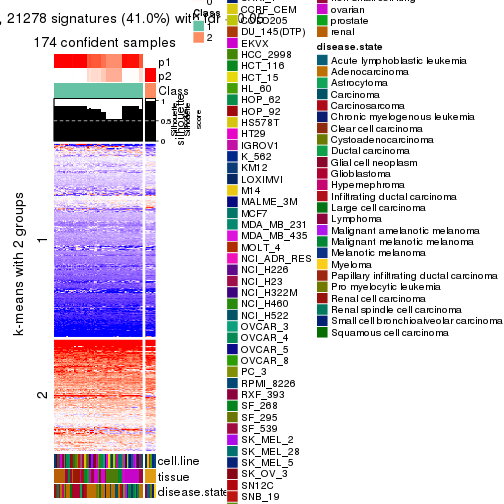 , 21278 signatures (41.0%) with fdr < 0.05
174 confident samples
p1
p2
Class
1
0.5
0
silhouette
score
k-means with 2 groups
1
2
cell.line
tissue
disease.state
Class
1
2
CCRF_CEM
COLO205
DU_145(DTP)
EKVX
HCC_2998
HCT_116
HCT_15
HL_60
HOP_62
HOP_92
HS578T
HT29
IGROV1
K_562
KM12
LOXIMVI
M14
MALME_3M
MCF7
MDA_MB_231
MDA_MB_435
MOLT_4
NCI_ADR_RES
NCI_H226
NCI_H23
NCI_H322M
NCI_H460
NCI_H522
OVCAR_3
OVCAR_4
OVCAR_5
OVCAR_8
PC_3
RPMI_8226
RXF_393
SF_268
SF_295
SF_539
SK_MEL_2
SK_MEL_28
SK_MEL_5
SK_OV_3
SN12C
SNB_19
ovarian
prostate
renal
disease.state
Acute lymphoblastic leukemia
Adenocarcinoma
Astrocytoma
Carcinoma
Carcinosarcoma
Chronic myelogenous leukemia
Clear cell carcinoma
Cystoadenocarcinoma
Ductal carcinoma
Glial cell neoplasm
Glioblastoma
Hypernephroma
Infiltrating ductal carcinoma
Large cell carcinoma
Lymphoma
Malignant amelanotic melanoma
Malignant melanotic melanoma
Melanotic melanoma
Myeloma
Papillary infiltrating ductal carcinoma
Pro myelocytic leukemia
Renal cell carcinoma
Renal spindle cell carcinoma
Small cell bronchioalveolar carcinoma
Squamous cell carcinoma